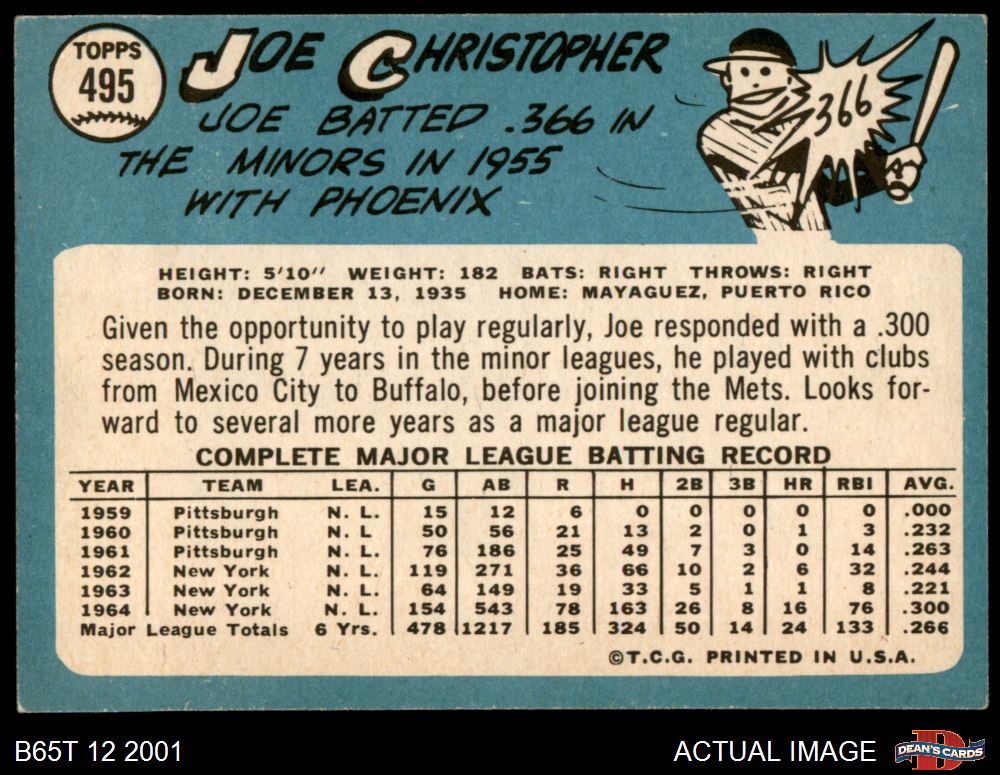 TOPPS
495
JOE CHRISTOPHER
JOE BATTED .366 IN
THE MINORS IN 1955
WITH PHOENIX
366
HEIGHT: 5'10" WEIGHT: 182 BATS: RIGHT THROWS: RIGHT
BORN: DECEMBER 13, 1935 HOME: MAYAGUEZ, PUERTO RICO
Given the opportunity to play regularly, Joe responded with a .300
season. During 7 years in the minor leagues, he played with clubs
from Mexico City to Buffalo, before joining the Mets. Looks for-
ward to several more years as a major league regular.
COMPLETE MAJOR LEAGUE BATTING RECORD
YEAR TEAM LEA. G AB R H 2B 3B HR RBI AVG.
1959 Pittsburgh N. L. 15 12 6 0 0 0 0 0 .000
1960 Pittsburgh N. L 50 56 21 13 2 0 1 3 .232
1961 Pittsburgh N. L. 76 186 25 49 7 3 0 14 .263
1962 New York N. L. 119 271 36 66 10 2 6 32 .244
1963 New York N. L. 64 149 19 33 5 1 1 8 .221
1964 New York N. L. 154 543 78 163 26 8 16 76 .300
Major League Totals 6 Yrs. 478 1217 185 324 50 14 24 133 .266
©T.C.G. PRINTED IN U.S.A.
B65T 12 2001
ACTUAL IMAGE
D
DEAN'S CARDS